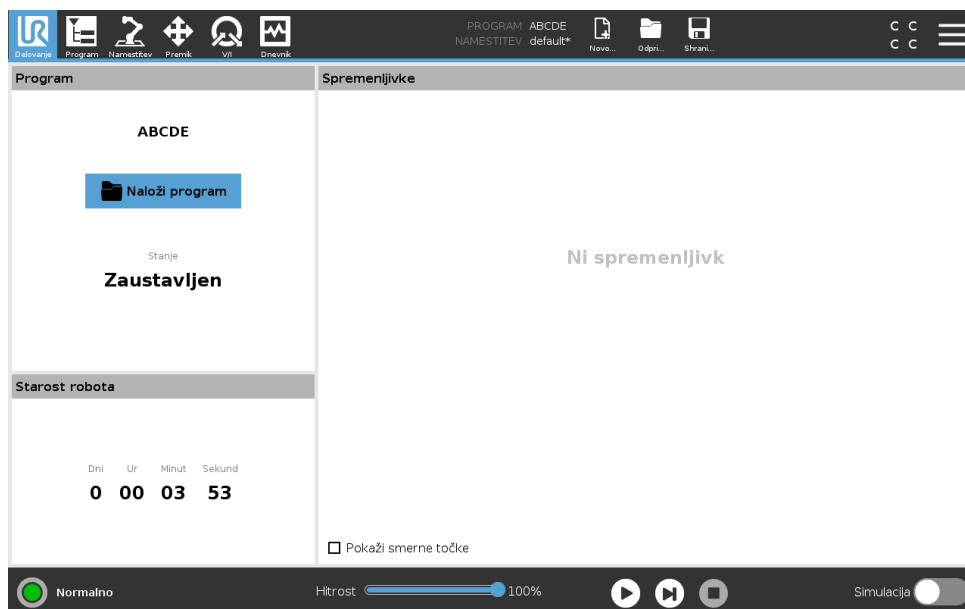 PROGRAM ABCDE
NAMESTITEV default*
C C
C C
Delovanje Program Namestitev Premik V/I Dnevnik Novo... Odpri... Shrani...
Program
ABCDE
Naloži program
Stanje
Zaustavljen
Starost robota
Dni Ur Minut Sekund
0 00 03 53
Spremenljivke
Ni spremenljivk
Pokaži smerne točke
Normalno
Hitrost 100%
Simulacija